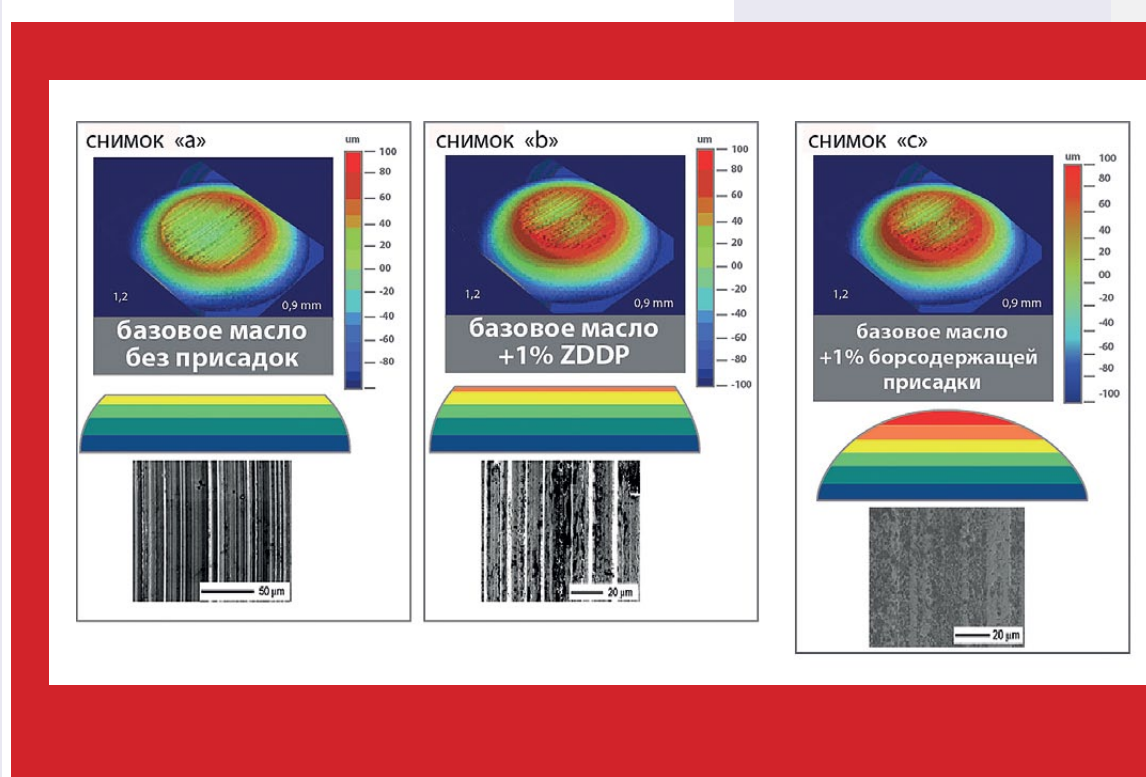 снимок «а»
um
100
80
60
40
20
00
-20
-40
-60
-80
1,2
0,9 mm
базовое масло
без присадок
50 µm
снимок «b»
um
100
80
60
40
20
00
-20
-40
-60
-80
-100
1,2
0,9 mm
базовое масло
+1% ZDDP
20 µm
снимок «с»
um
100
80
60
40
20
00
-20
-40
-60
-80
-100
1,2
0,9 mm
базовое масло
+1% борсодержащей
присадки
20 µm